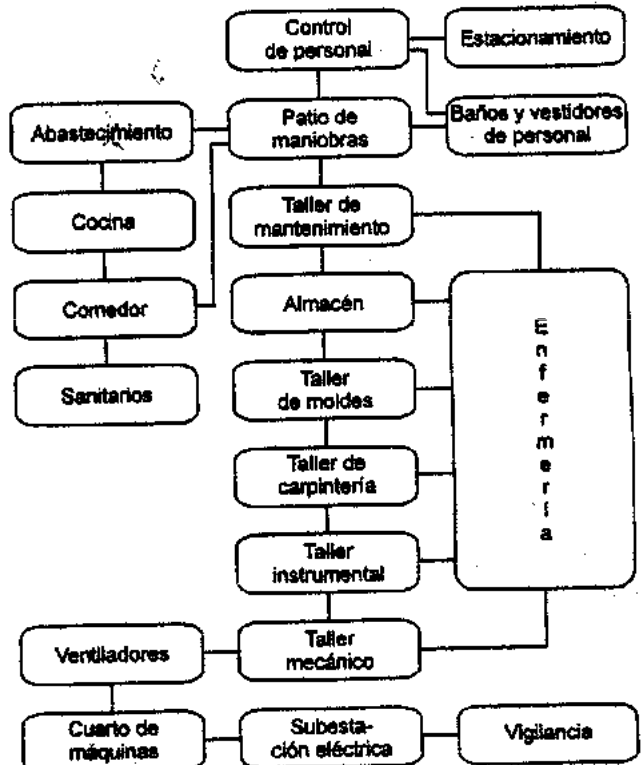 Control
de personal
Estacionamiento
Abastecimiento
Patio de
maniobras
Baños y vestidores
de personal
Cocina
Taller de
mantenimiento
Comedor
Almacén
Enfermería
Sanitarios
Taller
de moldes
Taller de
carpintería
Taller
instrumental
Ventiladores
Taller
mecánico
Cuarto de
máquinas
Subesta-
ción eléctrica
Vigilancia